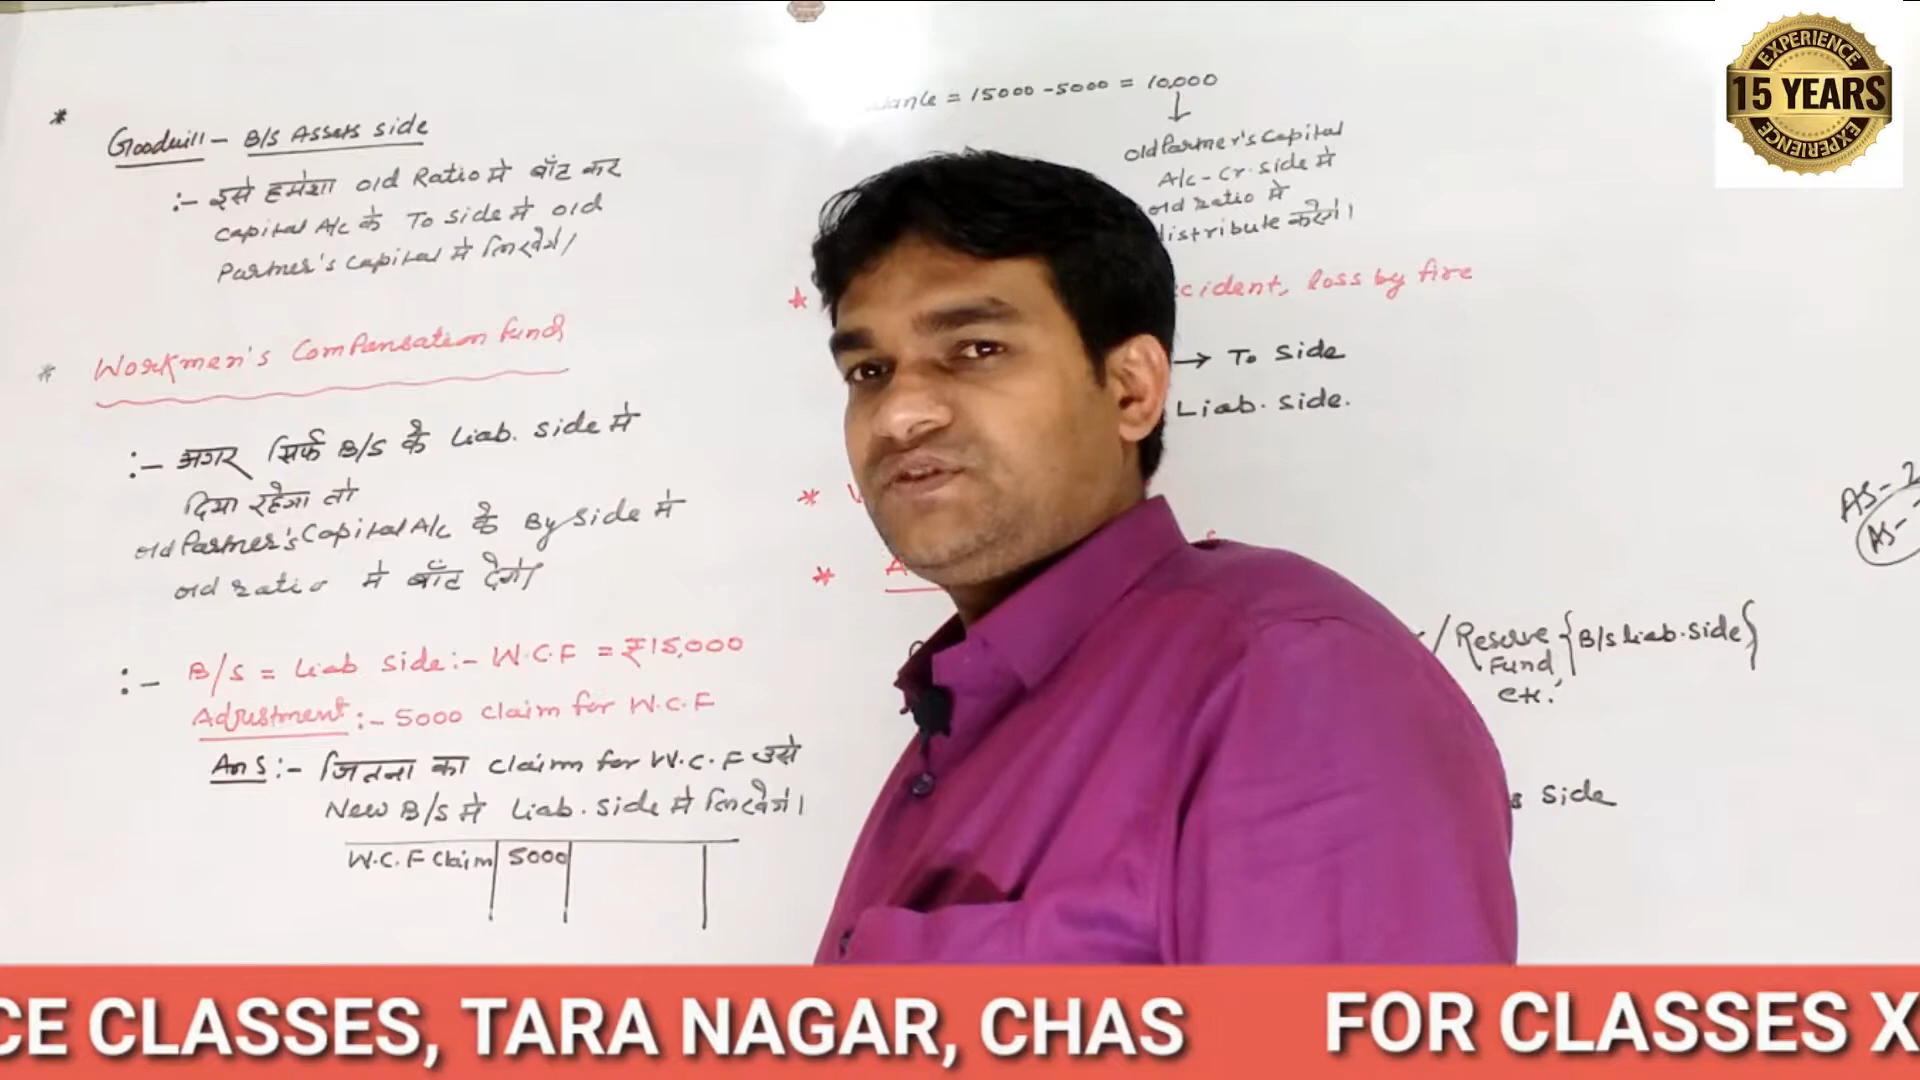 * Goodwill - B/S Assets side
:- इसे हमेशा old Ratio मे बाँट कर
Capital A/c के To side मे old
Partner's Capital मे लिखेंगे।
* Workmen's Compensation fund
:- अगर सिर्फ B/S के Liab. side मे
दिया रहेगा तो
old Partner's Capital A/c के By side मे
old ratio मे बाँट देंगे।
:- B/S = Liab side:- W.C.F = ₹15,000
Adjustment:- 5000 claim for W.C.F
Ans:- जितना का claim for W.C.F उसे
New B/S मे Liab. side मे लिखेंगे।
W.C.F Claim 5000
= 15000 - 5000 = 10,000
old Partner's Capital
A/c - Cr. side मे
old ratio मे
distribute करेंगे।
* loss by fire
→ To side
Liab. side.
*
*
/ Reserve {B/s liab. side}
Fund,
etc.
side
AS-
AS-
EXPERIENCE
15 YEARS
EXPERIENCE
CE CLASSES, TARA NAGAR, CHAS FOR CLASSES X